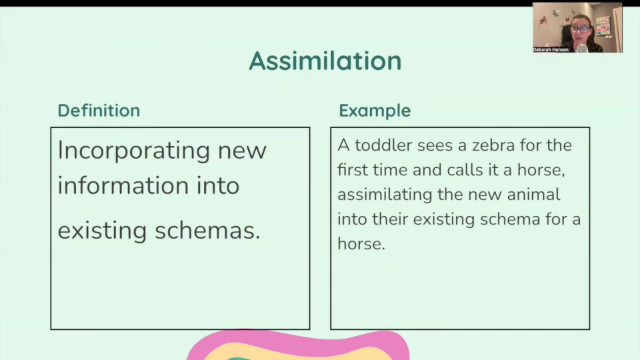 Deborah Hansen
Assimilation
Definition
Incorporating new
information into
existing schemas.
Example
A toddler sees a zebra for the
first time and calls it a horse,
assimilating the new animal
into their existing schema for a
horse.